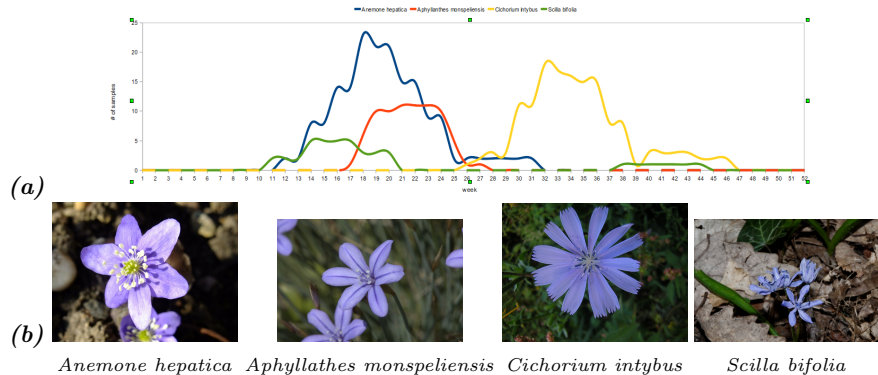 Anemone hepatica Aphyllanthes monspeliensis Cichorium intybus Scilla bifolia
25
20
15
10
5
0
# of samples
1 2 3 4 5 6 7 8 9 10 11 12 13 14 15 16 17 18 19 20 21 22 23 24 25 26 27 28 29 30 31 32 33 34 35 36 37 38 39 40 41 42 43 44 45 46 47 48 49 50 51 52
week
(a)
(b)
Anemone hepatica Aphyllathes monspeliensis Cichorium intybus Scilla bifolia